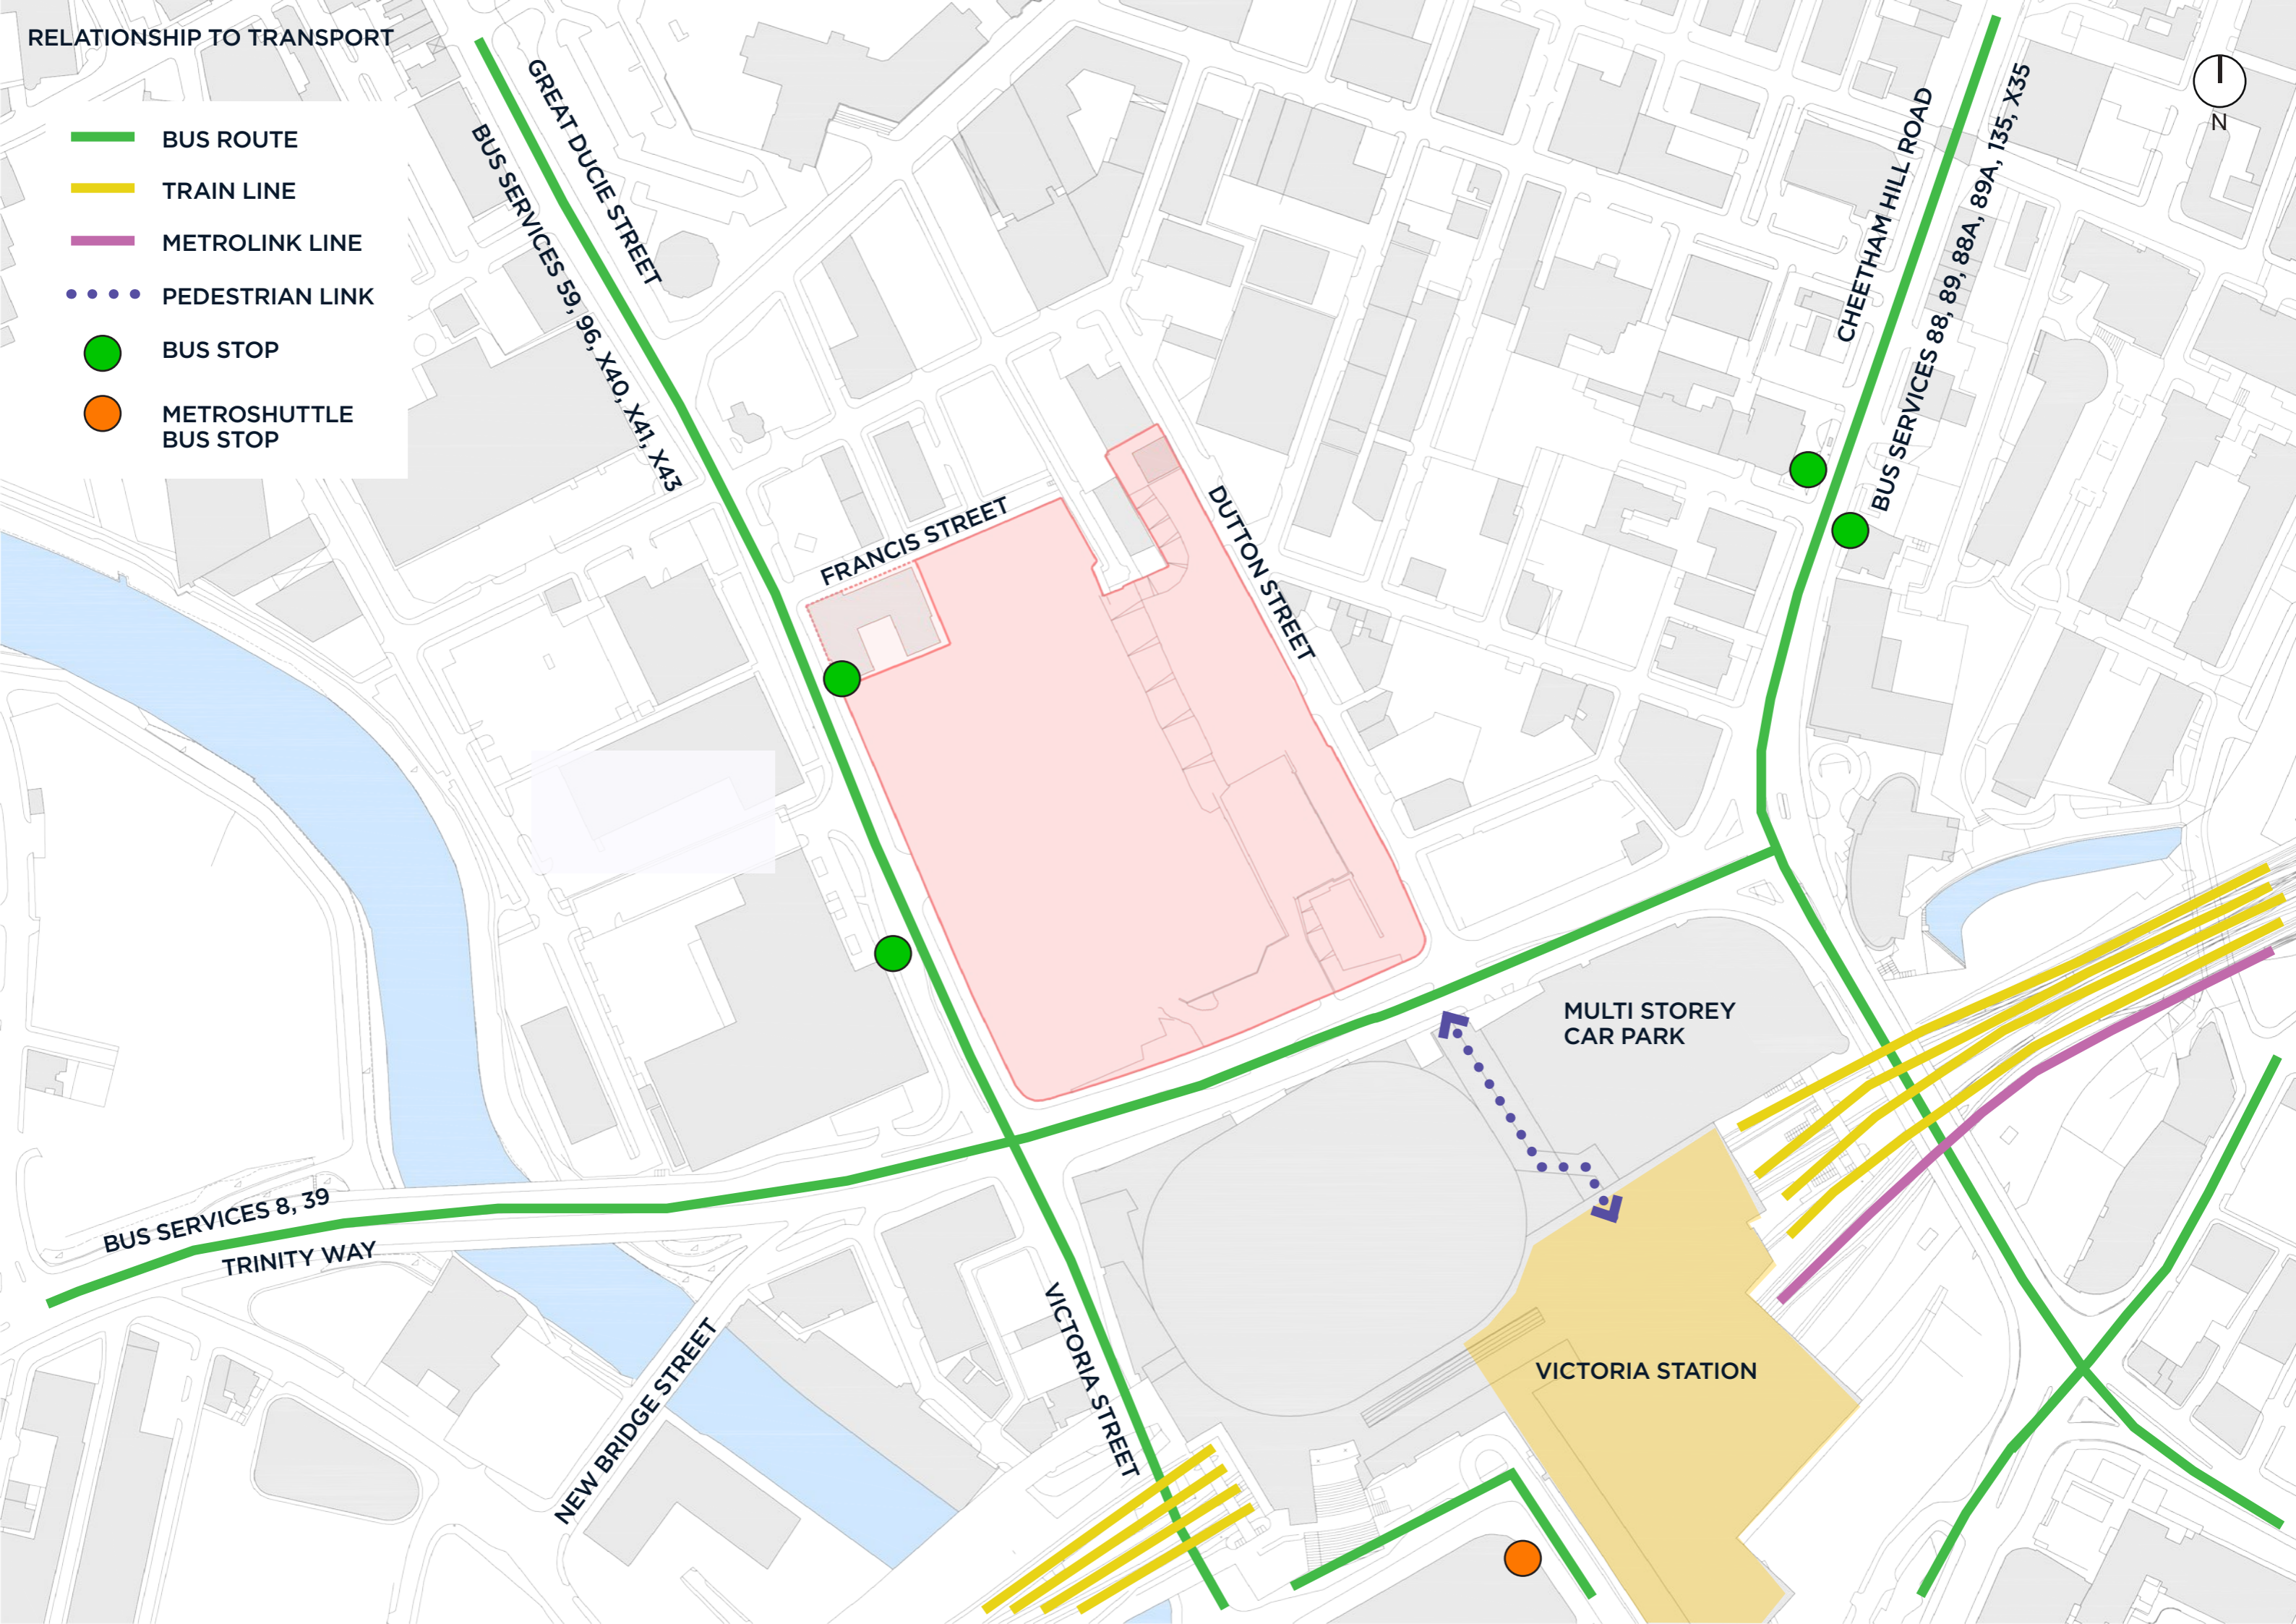 RELATIONSHIP TO TRANSPORT
BUS ROUTE
TRAIN LINE
METROLINK LINE
PEDESTRIAN LINK
BUS STOP
METROSHUTTLE
BUS STOP
GREAT DUCIE STREET
BUS SERVICES 59, 96, X40, X41, X43
CHEETHAM HILL ROAD
BUS SERVICES 88, 89, 88A, 89A, 135, X35
N
FRANCIS STREET
DUTTON STREET
MULTI STOREY
CAR PARK
BUS SERVICES 8, 39
TRINITY WAY
NEW BRIDGE STREET
VICTORIA STREET
VICTORIA STATION